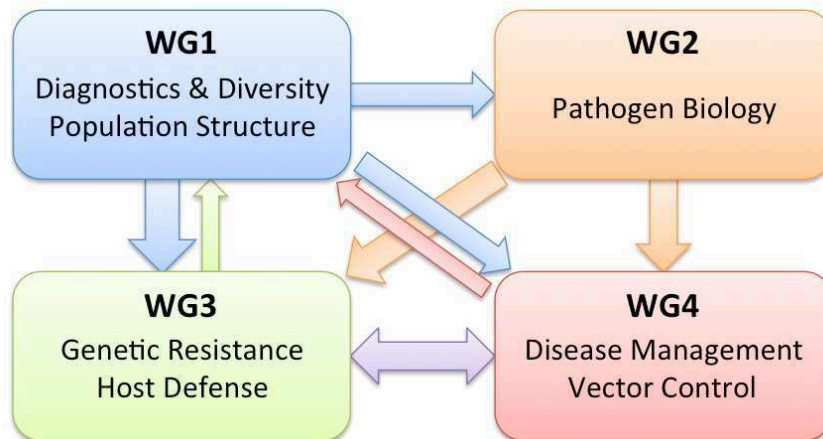 WG1
Diagnostics & Diversity
Population Structure
WG2
Pathogen Biology
WG3
Genetic Resistance
Host Defense
WG4
Disease Management
Vector Control